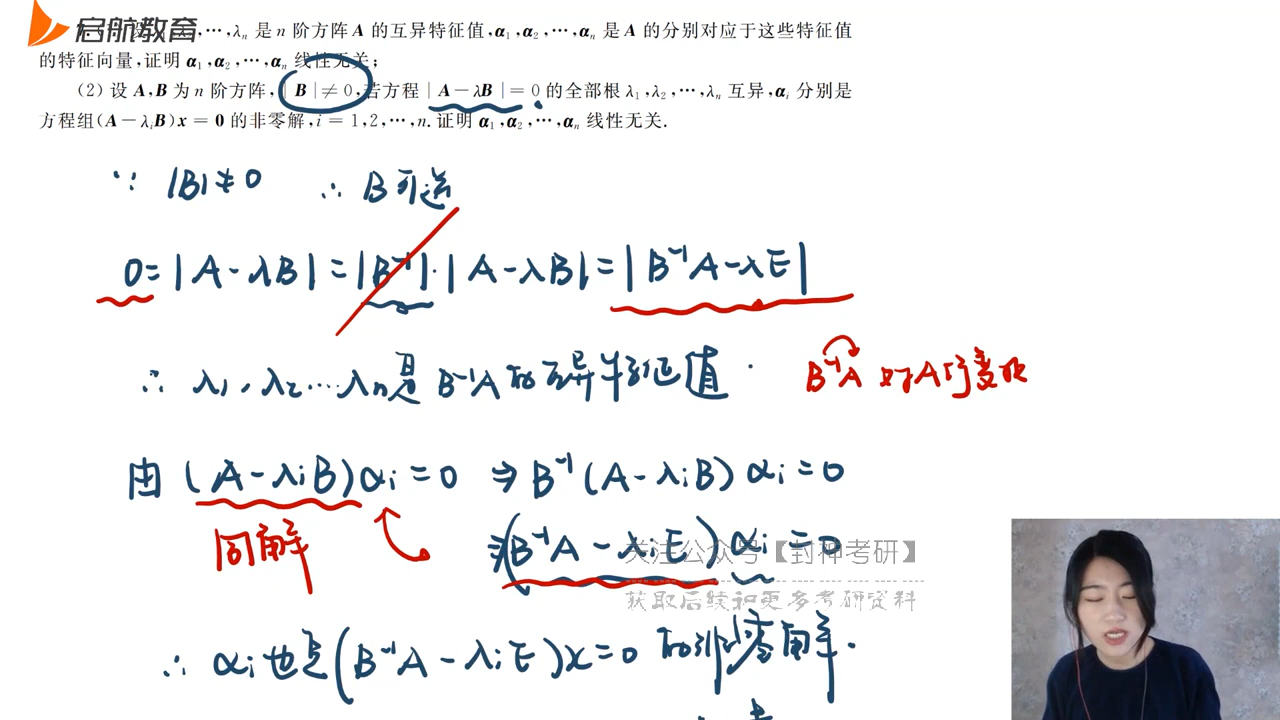 启航教育
,…,λn 是 n 阶方阵 A 的互异特征值,α1,α2,…,αn 是 A 的分别对应于这些特征值
的特征向量,证明 α1,α2,…,αn 线性无关;
(2) 设 A,B 为 n 阶方阵,|B|≠0,若方程|A-λB|=0 的全部根 λ1,λ2,…,λn 互异,αi 分别是
方程组(A-λiB)x=0 的非零解,i=1,2,…,n.证明 α1,α2,…,αn 线性无关.
∵ |B|≠0 ∴ B可逆
0=|A-λB|=|B⁻¹|·|A-λB|=|B⁻¹A-λE|
∴ λ1,λ2…λn是B⁻¹A的互异特征值.
B⁻¹A 对A行变换
由 (A-λiB)αi=0 ⇒ B⁻¹(A-λiB)αi=0
同解 ⇒(B⁻¹A-λiE)αi=0
关注公众号【封神考研】
获取后续和更多考研资料
∴ αi也是(B⁻¹A-λiE)x=0 的非零解.